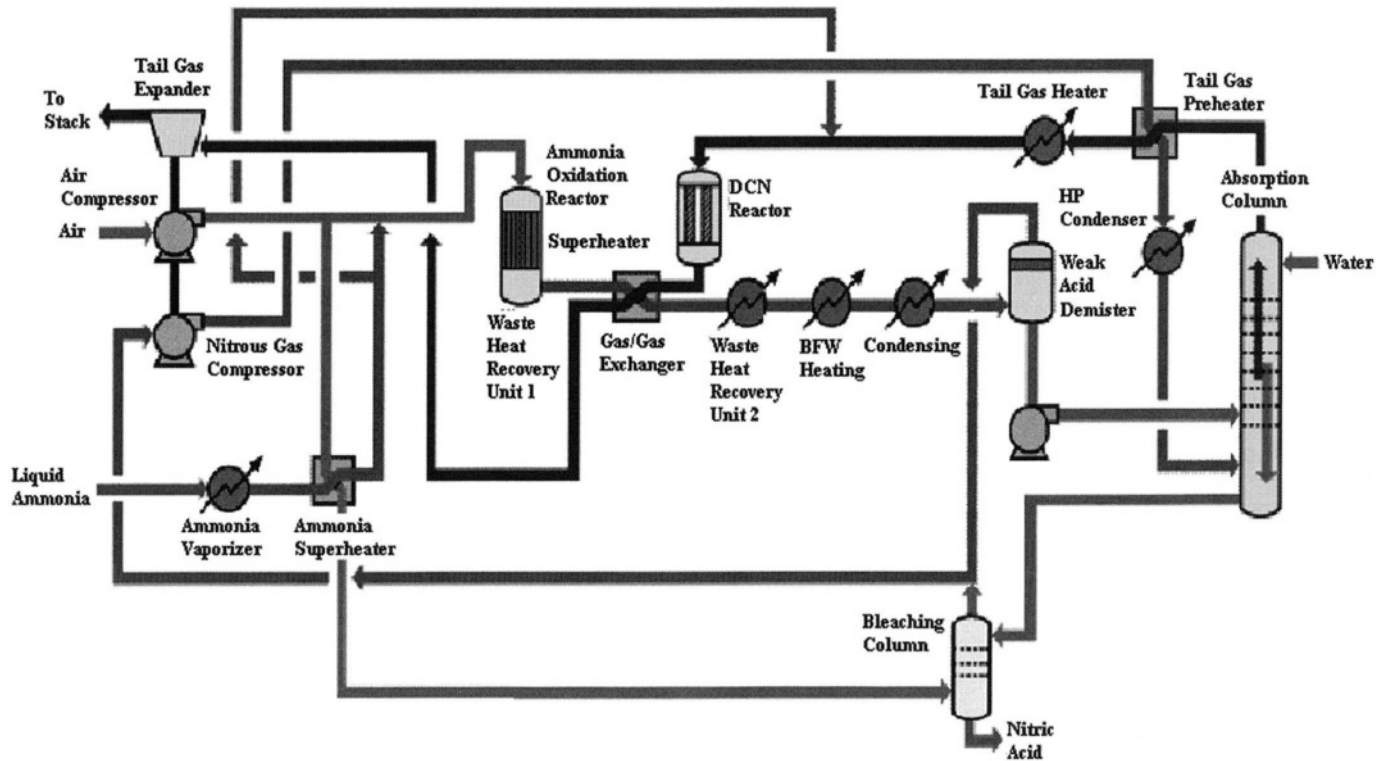 Tail Gas
Expander
To
Stack
Air
Compressor
Air
Nitrous Gas
Compressor
Liquid
Ammonia
Ammonia
Vaporizer
Ammonia
Superheater
Ammonia
Oxidation
Reactor
Superheater
Waste
Heat
Recovery
Unit 1
Gas/Gas
Exchanger
DCN
Reactor
Waste
Heat
Recovery
Unit 2
BFW
Heating
Condensing
Tail Gas Heater
Tail Gas
Preheater
HP
Condenser
Weak
Acid
Demister
Absorption
Column
Water
Bleaching
Column
Nitric
Acid